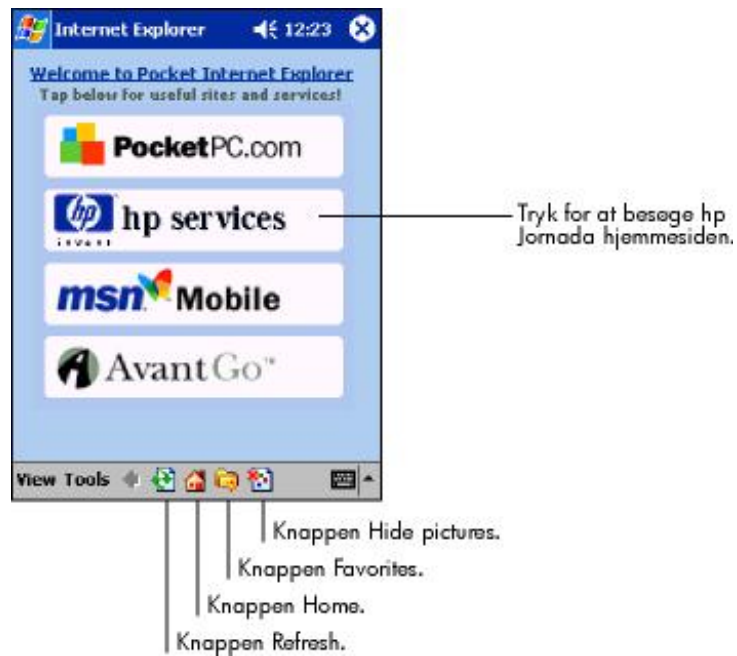 Internet Explorer 12:23
Welcome to Pocket Internet Explorer
Tap below for useful sites and services!
PocketPC.com
hp hp services
invent
Tryk for at besøge hp
Jornada hjemmesiden.
msn Mobile
AvantGo™
View Tools
Knappen Hide pictures.
Knappen Favorites.
Knappen Home.
Knappen Refresh.